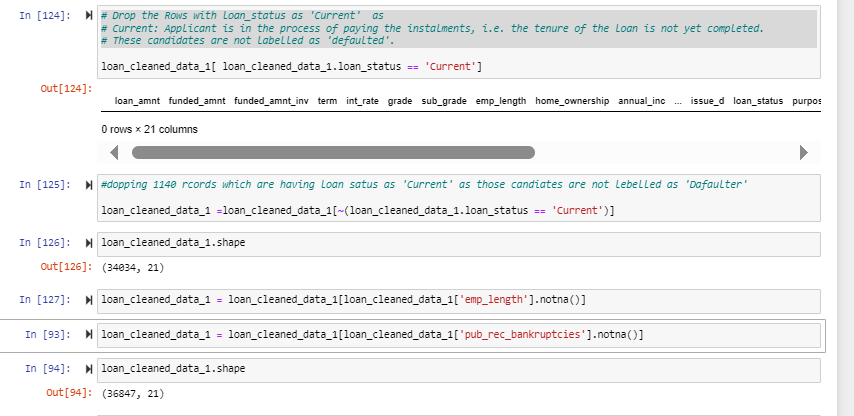 In [124]:
# Drop the Rows with loan_status as 'Current'  as
# Current: Applicant is in the process of paying the instalments, i.e. the tenure of the loan is not yet completed.
# These candidates are not labelled as 'defaulted'.
loan_cleaned_data_1[ loan_cleaned_data_1.loan_status == 'Current']
Out[124]:
loan_amnt funded_amnt funded_amnt_inv term int_rate grade sub_grade emp_length home_ownership annual_inc ... issue_d loan_status purpos
0 rows × 21 columns
In [125]:
#dopping 1140 rcords which are having loan satus as 'Current' as those candiates are not lebelled as 'Dafaulter'
loan_cleaned_data_1 =loan_cleaned_data_1[~(loan_cleaned_data_1.loan_status == 'Current')]
In [126]: loan_cleaned_data_1.shape
Out[126]: (34034, 21)
In [127]: loan_cleaned_data_1 = loan_cleaned_data_1[loan_cleaned_data_1['emp_length'].notna()]
In [93]: loan_cleaned_data_1 = loan_cleaned_data_1[loan_cleaned_data_1['pub_rec_bankruptcies'].notna()]
In [94]: loan_cleaned_data_1.shape
Out[94]: (36847, 21)